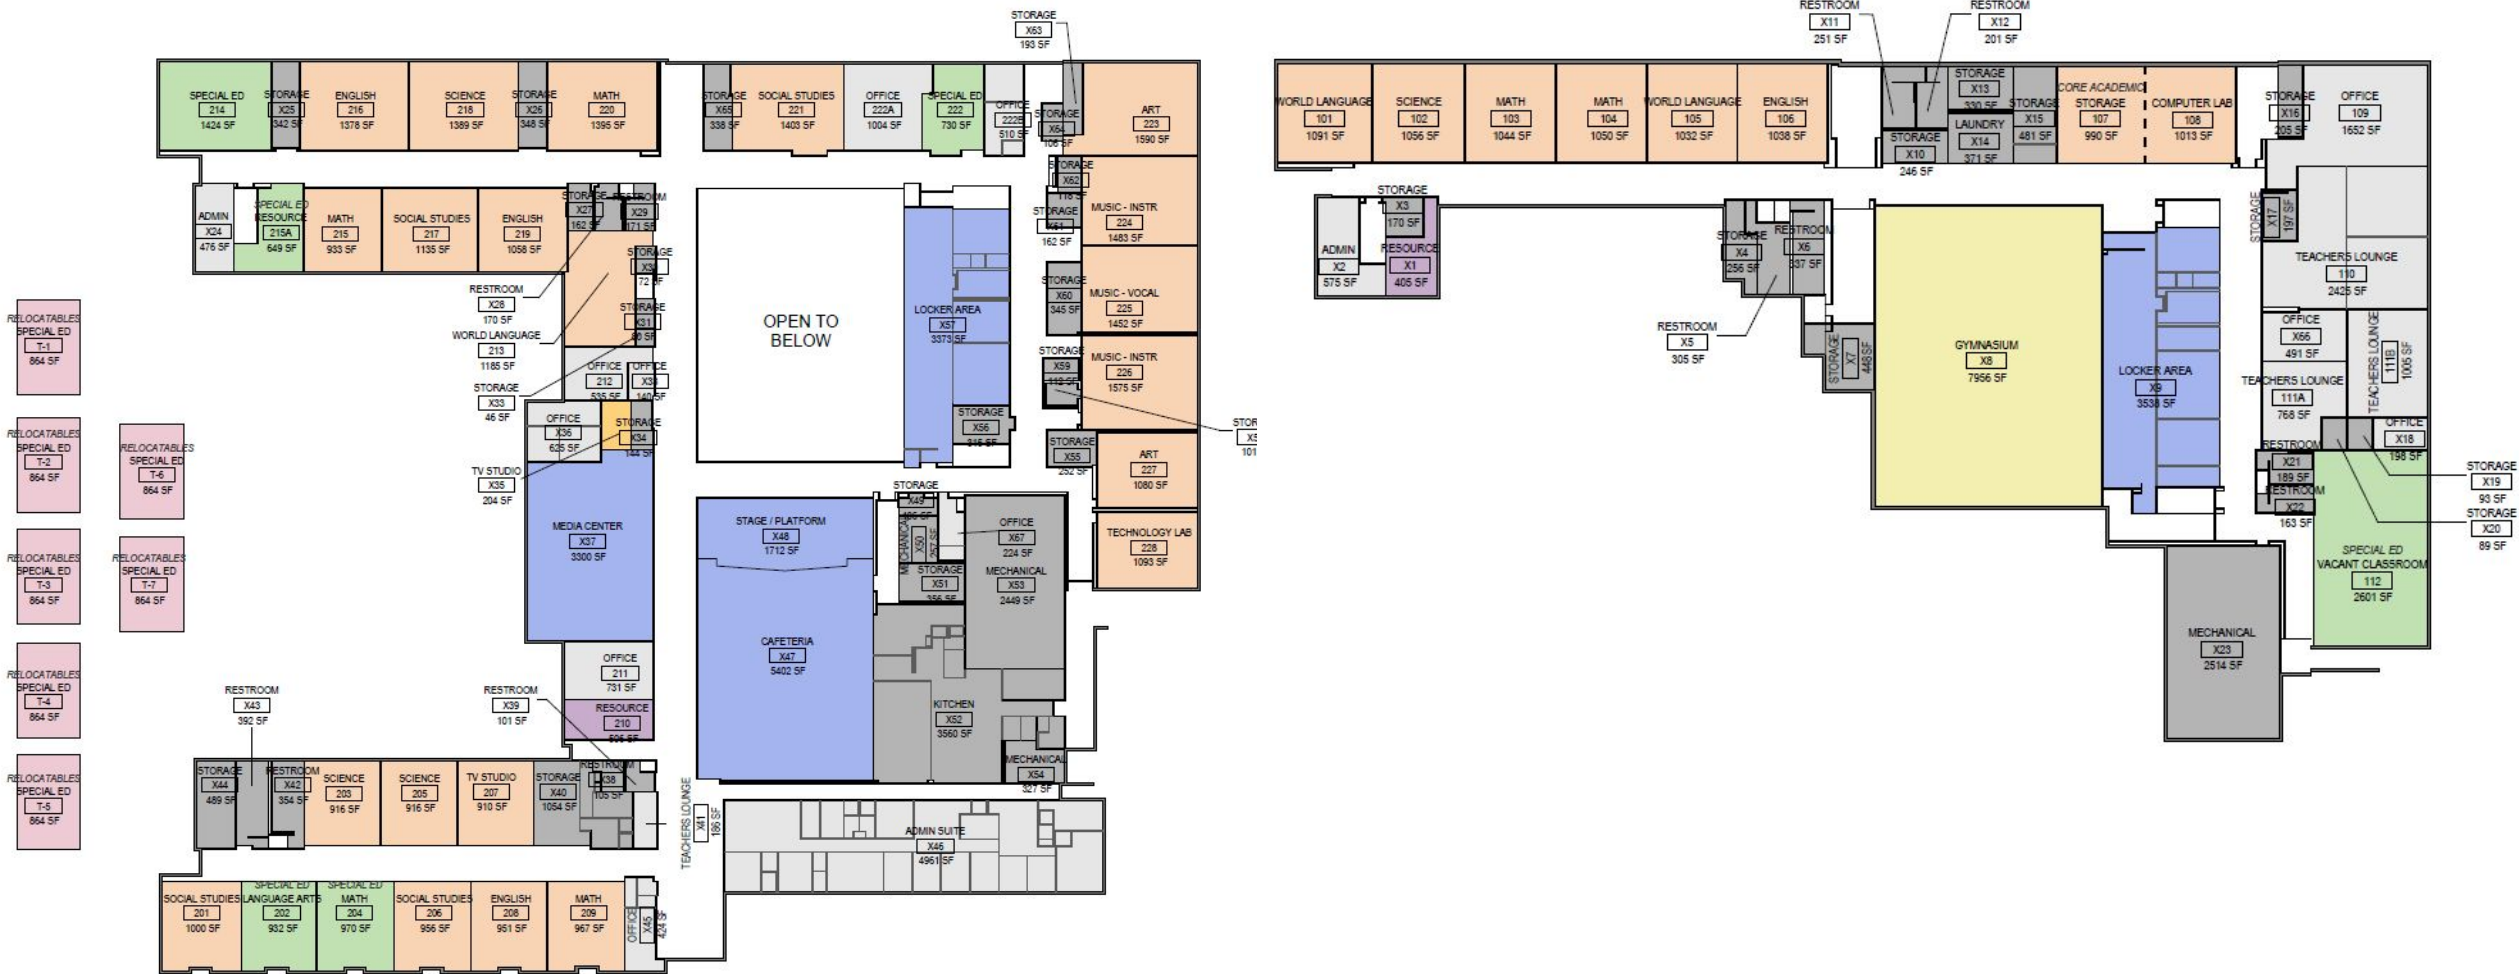 STORAGE
X63
193 SF
SPECIAL ED
214
1424 SF
STORAGE
X25
342 SF
ENGLISH
216
1378 SF
SCIENCE
218
1389 SF
STORAGE
X26
348 SF
MATH
220
1395 SF
STORAGE
X65
338 SF
SOCIAL STUDIES
221
1403 SF
OFFICE
222A
1004 SF
SPECIAL ED
222
730 SF
OFFICE
222B
510 SF
STORAGE
X64
106 SF
ART
223
1590 SF
ADMIN
X24
476 SF
SPECIAL ED
RESOURCE
215A
649 SF
MATH
215
933 SF
SOCIAL STUDIES
217
1135 SF
ENGLISH
219
1058 SF
STORAGE
X27
162 SF
RESTROOM
X29
171 SF
STORAGE
72 SF
STORAGE
X31
RESTROOM
X28
170 SF
WORLD LANGUAGE
213
1185 SF
STORAGE
X33
46 SF
OFFICE
212
535 SF
OFFICE
140 SF
OFFICE
X36
625 SF
STORAGE
X34
144 SF
TV STUDIO
X35
204 SF
MEDIA CENTER
X37
3300 SF
OFFICE
211
731 SF
RESOURCE
210
RESTROOM
X39
101 SF
RESTROOM
X43
392 SF
OPEN TO
BELOW
LOCKER AREA
X57
3373 SF
STORAGE
X56
STORAGE
X62
118 SF
STORAGE
X61
162 SF
MUSIC - INSTR
224
1483 SF
STORAGE
X60
345 SF
MUSIC - VOCAL
225
1452 SF
STORAGE
X59
112 SF
MUSIC - INSTR
226
1575 SF
STORAGE
X55
252 SF
ART
227
1080 SF
TECHNOLOGY LAB
228
1093 SF
STAGE / PLATFORM
X48
1712 SF
STORAGE
X49
MECHANICAL
X50
257 SF
OFFICE
X67
224 SF
STORAGE
X51
356 SF
MECHANICAL
X53
2449 SF
CAFETERIA
X47
5402 SF
KITCHEN
X52
3560 SF
MECHANICAL
X54
327 SF
TEACHERS LOUNGE
X41
186 SF
ADMIN SUITE
X46
4961 SF
STORAGE
X44
489 SF
RESTROOM
X42
354 SF
SCIENCE
203
916 SF
SCIENCE
205
916 SF
TV STUDIO
207
910 SF
STORAGE
X40
1054 SF
RESTROOM
X38
105 SF
SOCIAL STUDIES
201
1000 SF
SPECIAL ED
LANGUAGE ARTS
202
932 SF
SPECIAL ED
MATH
204
970 SF
SOCIAL STUDIES
206
956 SF
ENGLISH
208
951 SF
MATH
209
967 SF
OFFICE
X45
424 SF
RELOCATABLES
SPECIAL ED
T-1
864 SF
RELOCATABLES
SPECIAL ED
T-2
864 SF
RELOCATABLES
SPECIAL ED
T-6
864 SF
RELOCATABLES
SPECIAL ED
T-3
864 SF
RELOCATABLES
SPECIAL ED
T-7
864 SF
RELOCATABLES
SPECIAL ED
T-4
864 SF
RELOCATABLES
SPECIAL ED
T-5
864 SF
RESTROOM
X11
251 SF
RESTROOM
X12
201 SF
WORLD LANGUAGE
101
1091 SF
SCIENCE
102
1056 SF
MATH
103
1044 SF
MATH
104
1050 SF
WORLD LANGUAGE
105
1032 SF
ENGLISH
106
1038 SF
STORAGE
X10
246 SF
STORAGE
X13
330 SF
LAUNDRY
X14
371 SF
STORAGE
X15
481 SF
CORE ACADEMIC
STORAGE
107
990 SF
COMPUTER LAB
108
1013 SF
STORAGE
X16
205 SF
OFFICE
109
1652 SF
ADMIN
X2
575 SF
STORAGE
X3
170 SF
RESOURCE
X1
405 SF
STORAGE
X4
256 SF
RESTROOM
X6
337 SF
RESTROOM
X5
305 SF
STORAGE
X7
448 SF
GYMNASIUM
X8
7956 SF
LOCKER AREA
X9
3538 SF
STORAGE
X17
197 SF
TEACHERS LOUNGE
110
2425 SF
OFFICE
X66
491 SF
TEACHERS LOUNGE
111A
768 SF
TEACHERS LOUNGE
111B
1005 SF
OFFICE
X18
198 SF
RESTROOM
X21
189 SF
RESTROOM
X22
163 SF
STORAGE
X19
93 SF
STORAGE
X20
89 SF
SPECIAL ED
VACANT CLASSROOM
112
2601 SF
MECHANICAL
X23
2514 SF